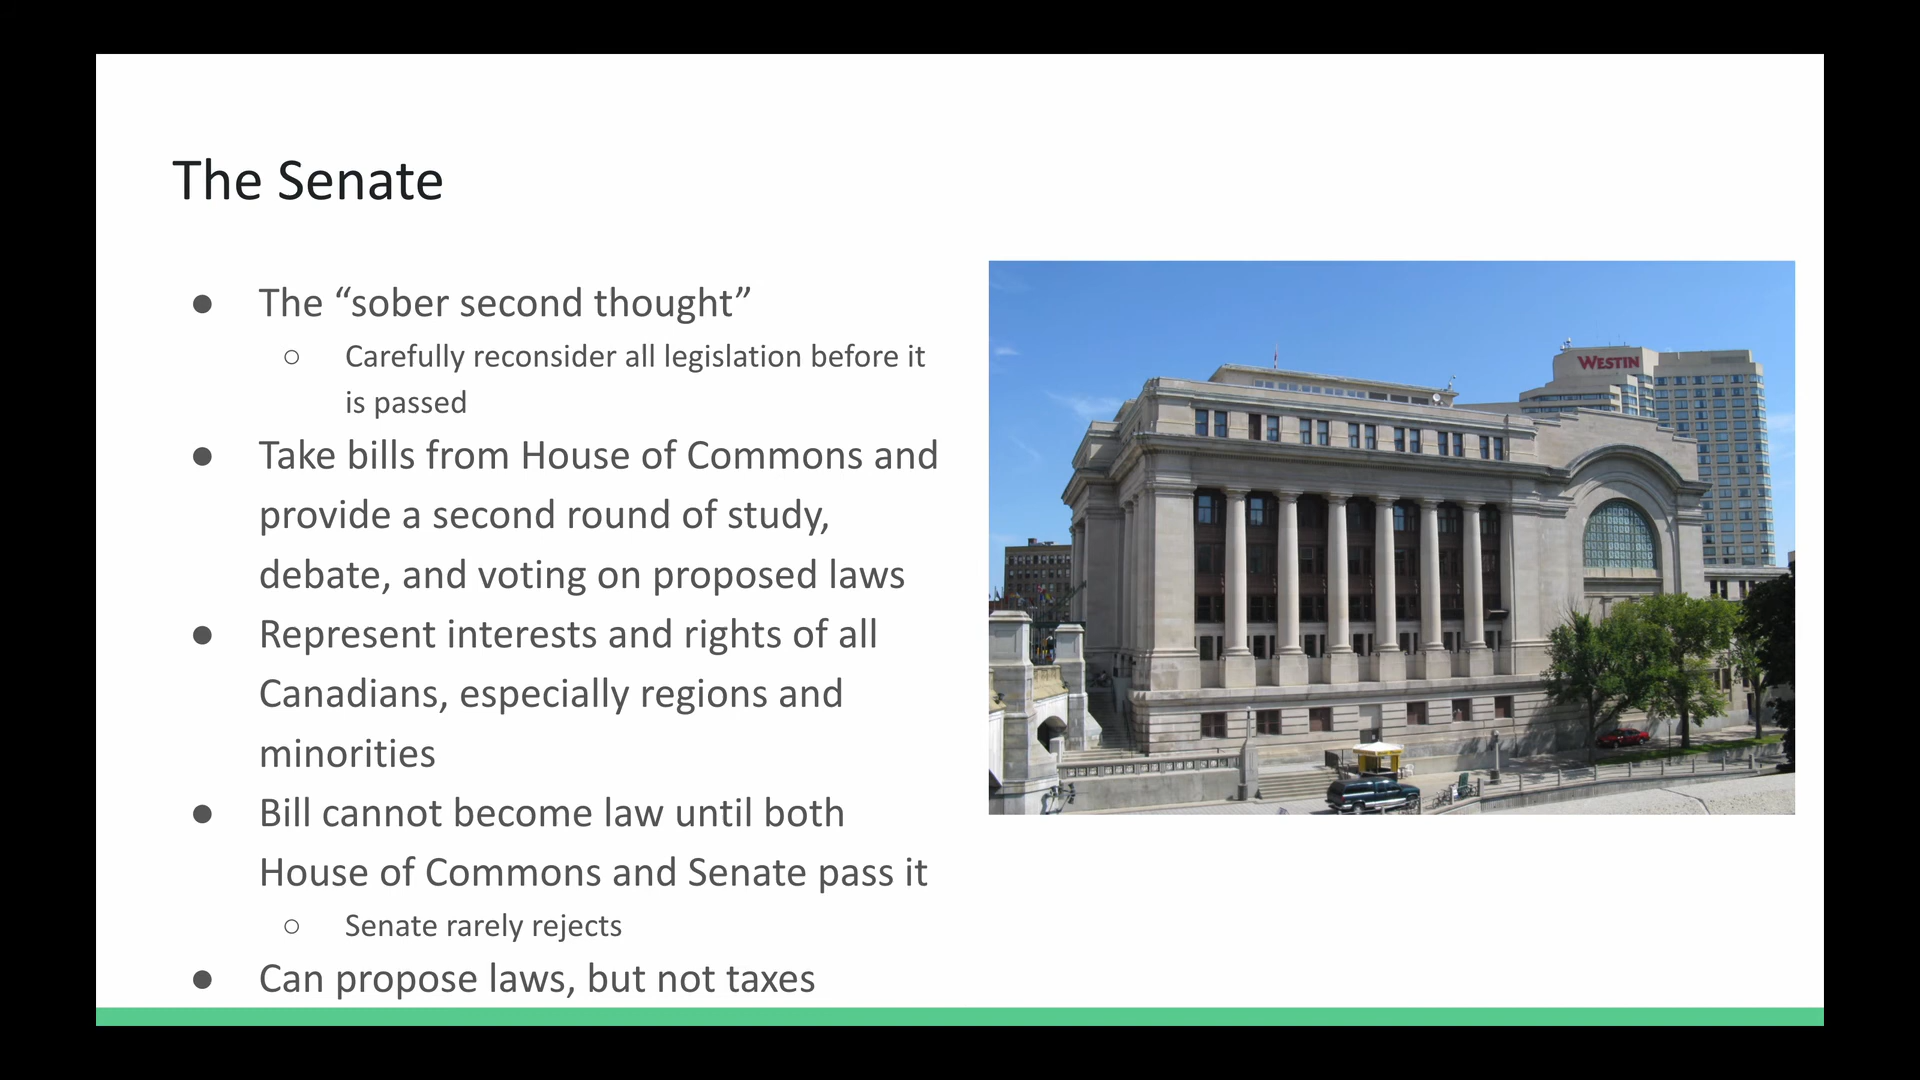 The Senate
● The “sober second thought”
○ Carefully reconsider all legislation before it
is passed
● Take bills from House of Commons and
provide a second round of study,
debate, and voting on proposed laws
● Represent interests and rights of all
Canadians, especially regions and
minorities
● Bill cannot become law until both
House of Commons and Senate pass it
○ Senate rarely rejects
● Can propose laws, but not taxes
WESTIN